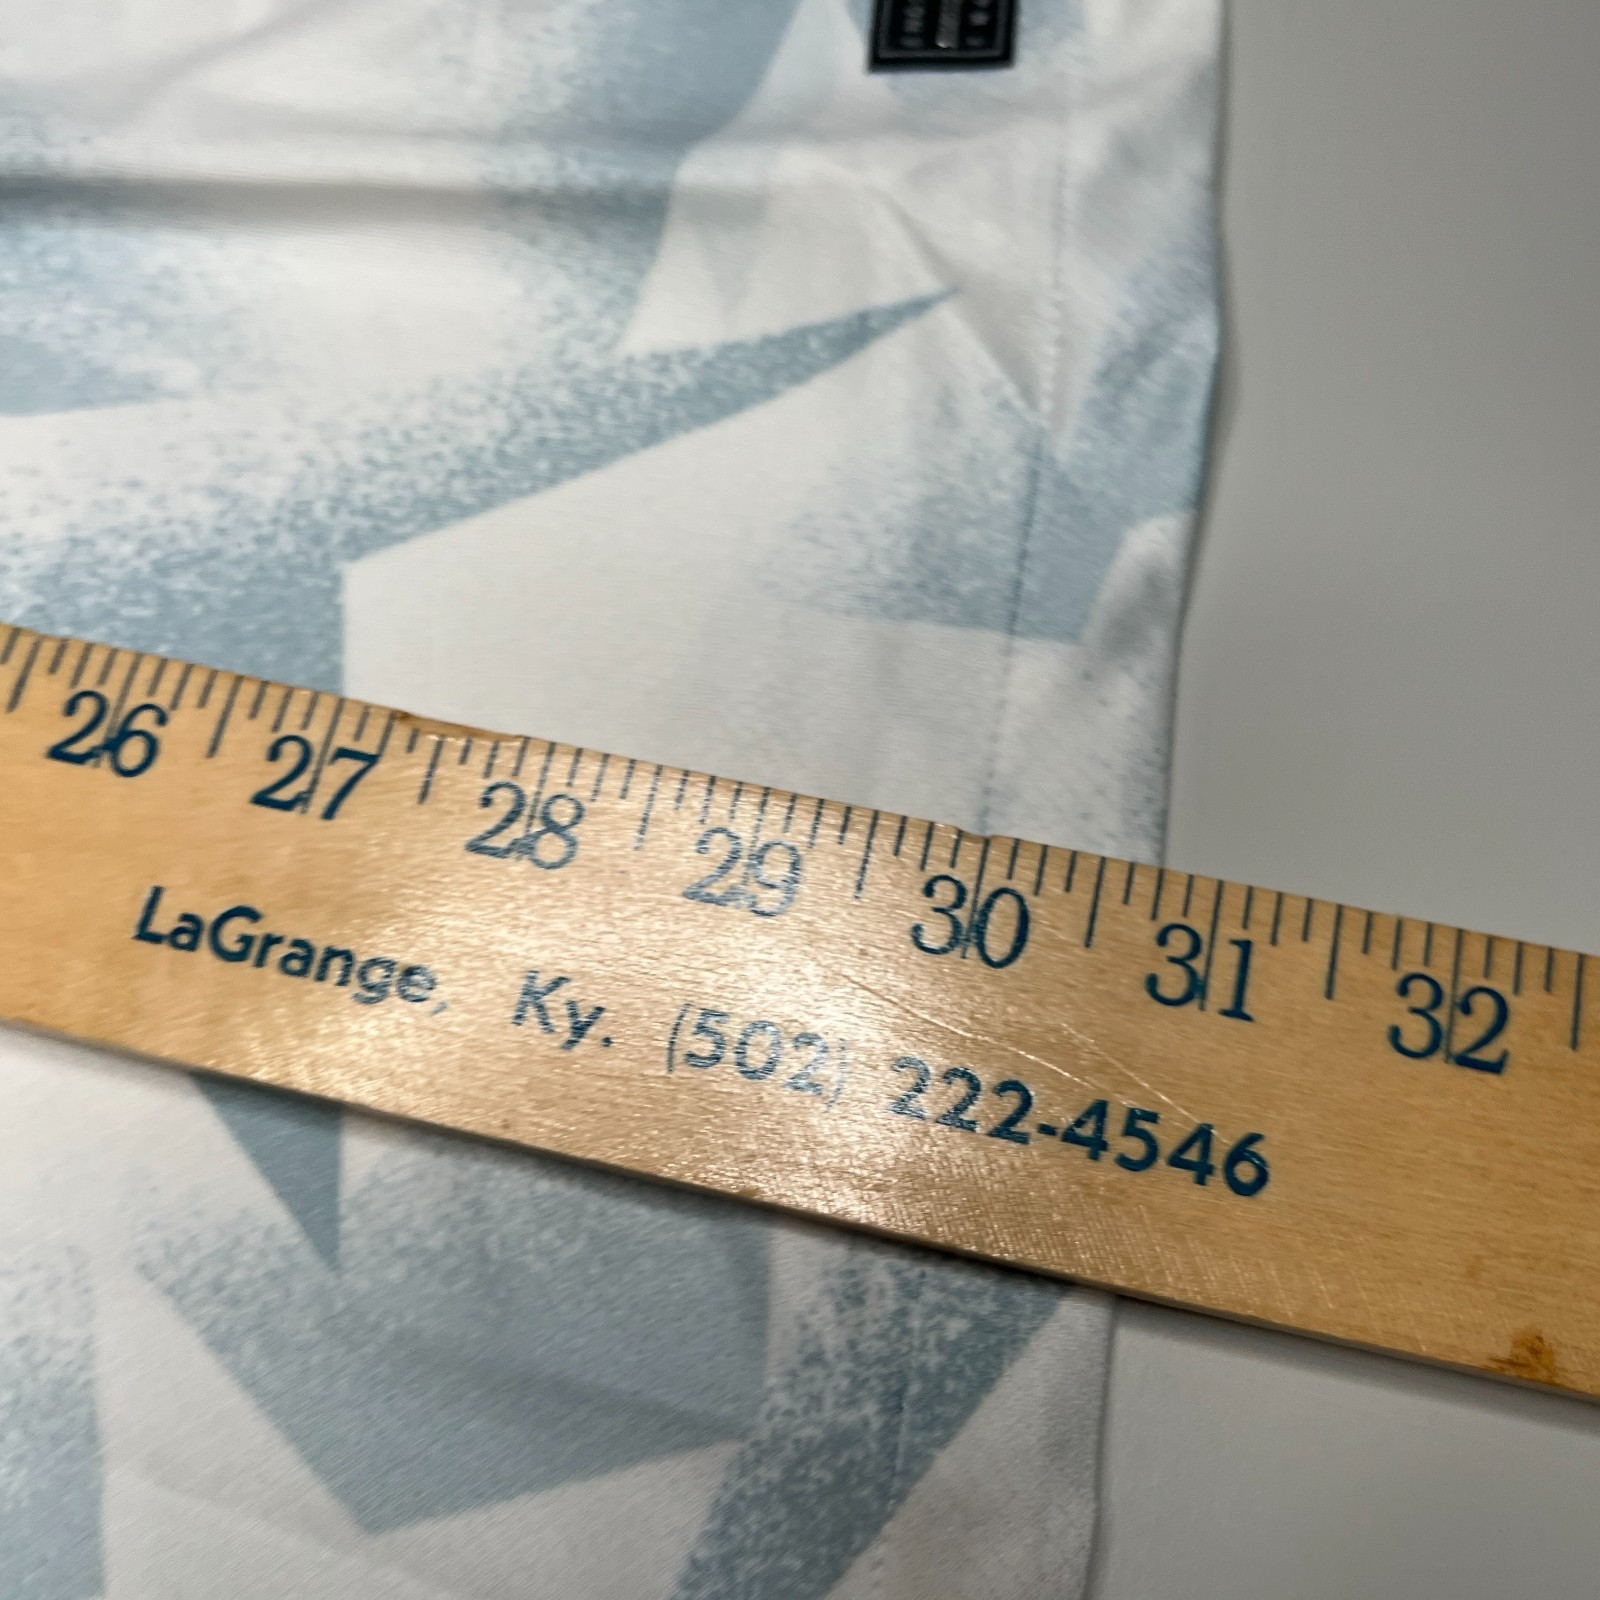 26 27 28 29 30 31 32
LaGrange, Ky. (502) 222-4546